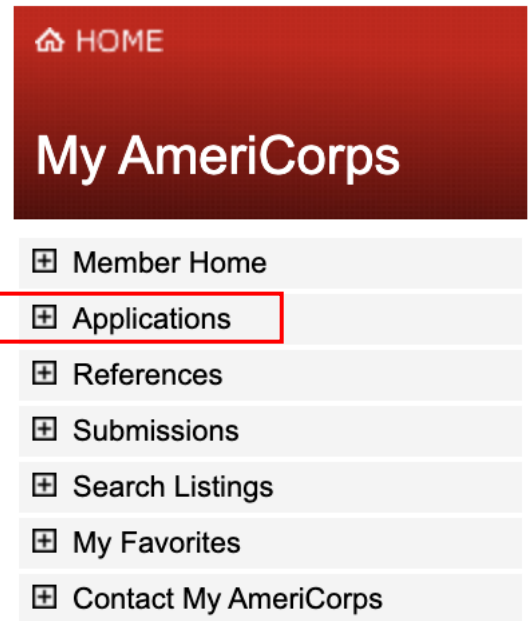 HOME
My AmeriCorps
Member Home
Applications
References
Submissions
Search Listings
My Favorites
Contact My AmeriCorps